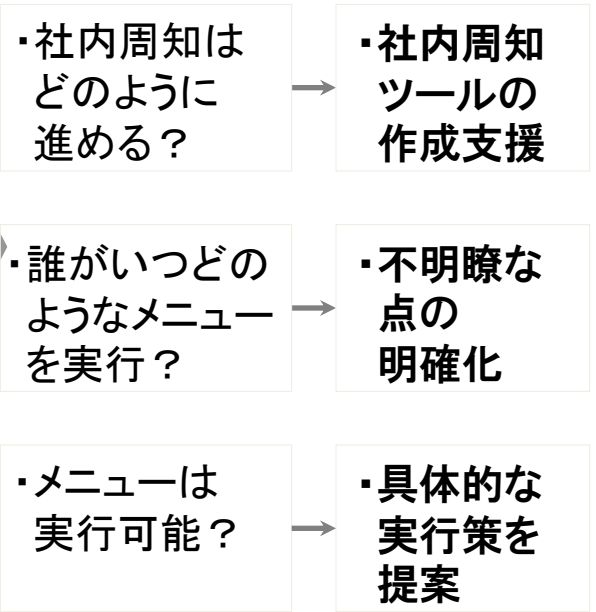 ・社内周知は
どのように
進める？
・社内周知
ツールの
作成支援
・誰がいつどの
ようなメニュー
を実行？
・不明瞭な
点の
明確化
・メニューは
実行可能？
・具体的な
実行策を
提案